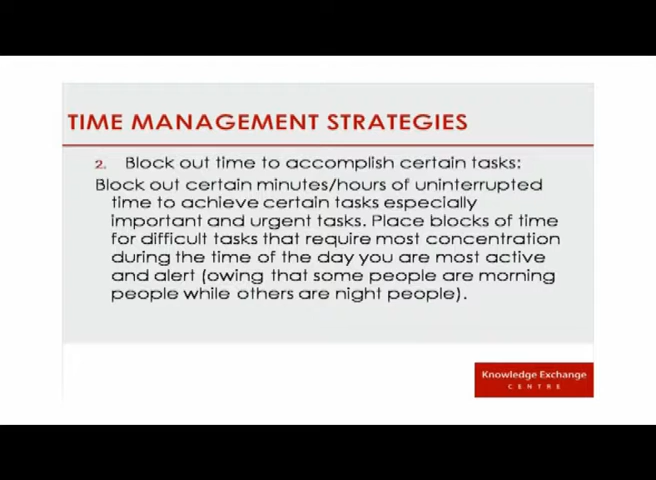 TIME MANAGEMENT STRATEGIES
2. Block out time to accomplish certain tasks:
Block out certain minutes/hours of uninterrupted
time to achieve certain tasks especially
important and urgent tasks. Place blocks of time
for difficult tasks that require most concentration
during the time of the day you are most active
and alert (owing that some people are morning
people while others are night people).
Knowledge Exchange
CENTRE